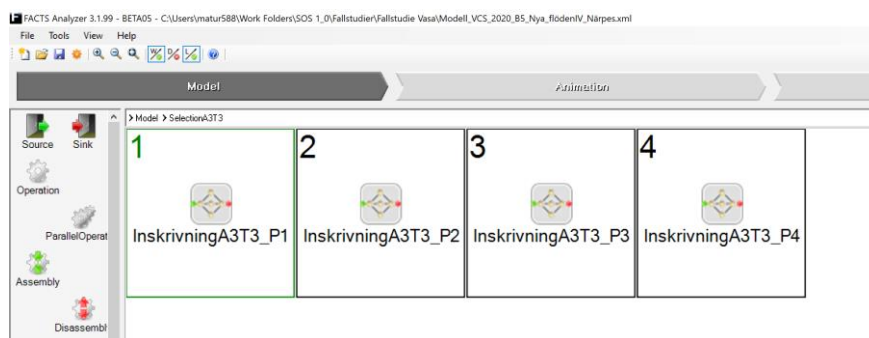 FACTS Analyzer 3.1.99 - BETA05 - C:\Users\matur588\Work Folders\SOS 1_0\Fallstudier\Fallstudie Vasa\Modell_VCS_2020_B5_Nya_flödenIV_Närpes.xml
File Tools View Help
W D L
Model Animation
Source Sink
> Model > SelectionA3T3
1 2 3 4
Operation
ParallelOperat
InskrivningA3T3_P1 InskrivningA3T3_P2 InskrivningA3T3_P3 InskrivningA3T3_P4
Assembly
Disassembl